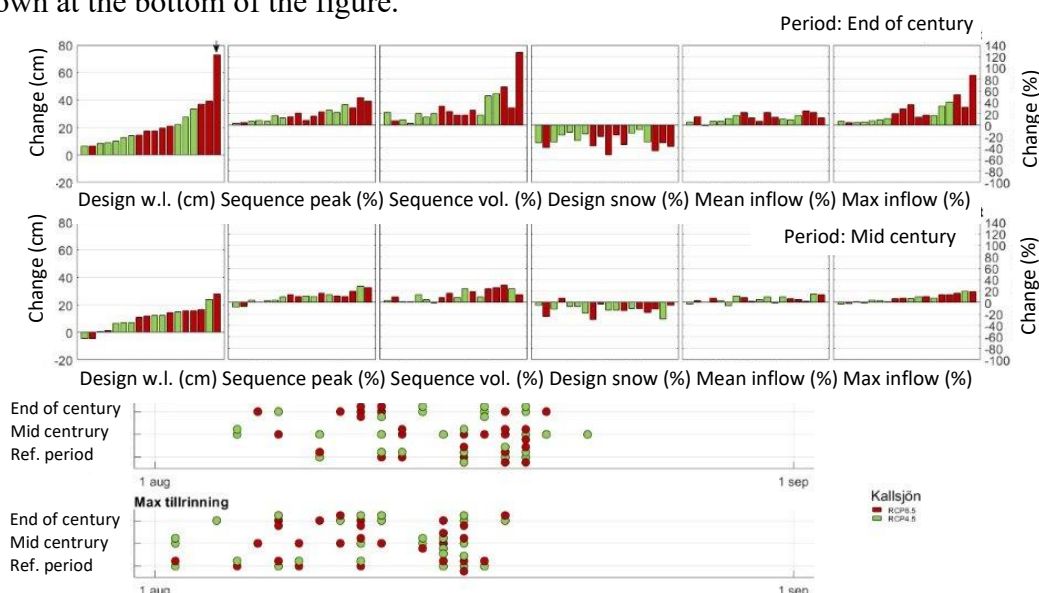 own at the bottom of the figure.
Period: End of century
Change (cm)
80
60
40
20
0
-20
140
120
100
80
60
40
20
0
-20
-40
-60
-80
-100
Change (%)
Design w.l. (cm) Sequence peak (%) Sequence vol. (%) Design snow (%) Mean inflow (%) Max inflow (%)
Period: Mid century
Change (cm)
80
60
40
20
0
-20
140
120
100
80
60
40
20
0
-20
-40
-60
-80
-100
Change (%)
Design w.l. (cm) Sequence peak (%) Sequence vol. (%) Design snow (%) Mean inflow (%) Max inflow (%)
End of century
Mid centrury
Ref. period
1 aug 1 sep
Max tillrinning
End of century
Mid centrury
Ref. period
1 aug 1 sep
Kallsjön
RCP8.5
RCP4.5